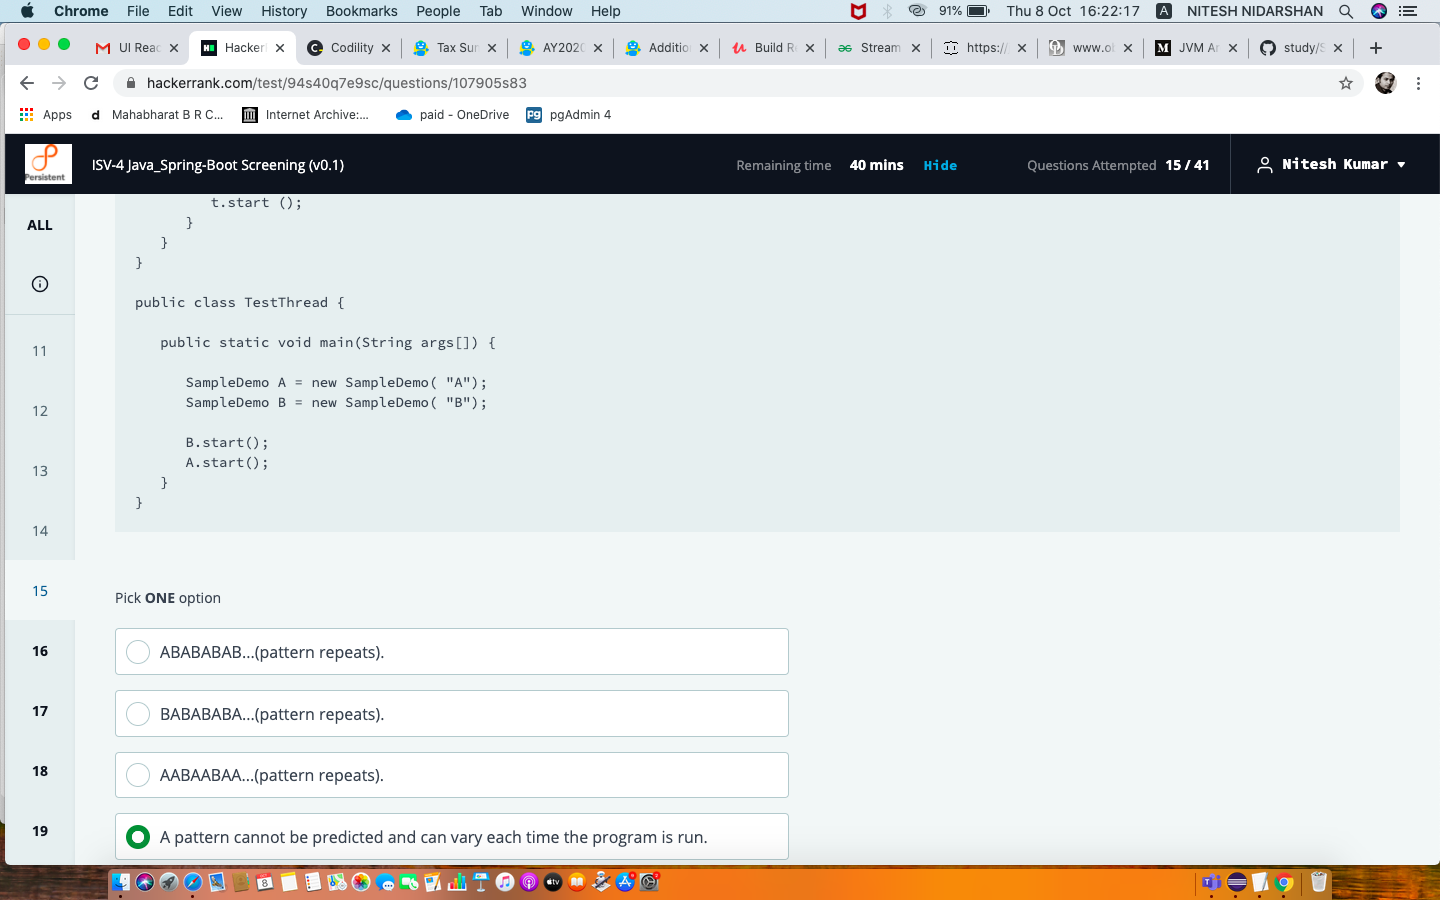 Chrome File Edit View History Bookmarks People Tab Window Help 91% Thu 8 Oct 16:22:17 A NITESH NIDARSHAN
UI Reac Hacker Codility Tax Sur AY202 Additio Build R Stream https:// www.ol JVM Ar study/S
hackerrank.com/test/94s40q7e9sc/questions/107905s83
Apps d Mahabharat B R C... Internet Archive:... paid - OneDrive pg pgAdmin 4
Persistent ISV-4 Java_Spring-Boot Screening (v0.1) Remaining time 40 mins Hide Questions Attempted 15 / 41 Nitesh Kumar
ALL
t.start ();
}
}
}
public class TestThread {
public static void main(String args[]) {
SampleDemo A = new SampleDemo( "A");
SampleDemo B = new SampleDemo( "B");
B.start();
A.start();
}
}
11
12
13
14
15
16
17
18
19
Pick ONE option
ABABABAB...(pattern repeats).
BABABABA...(pattern repeats).
AABAABAA...(pattern repeats).
A pattern cannot be predicted and can vary each time the program is run.
8
tv